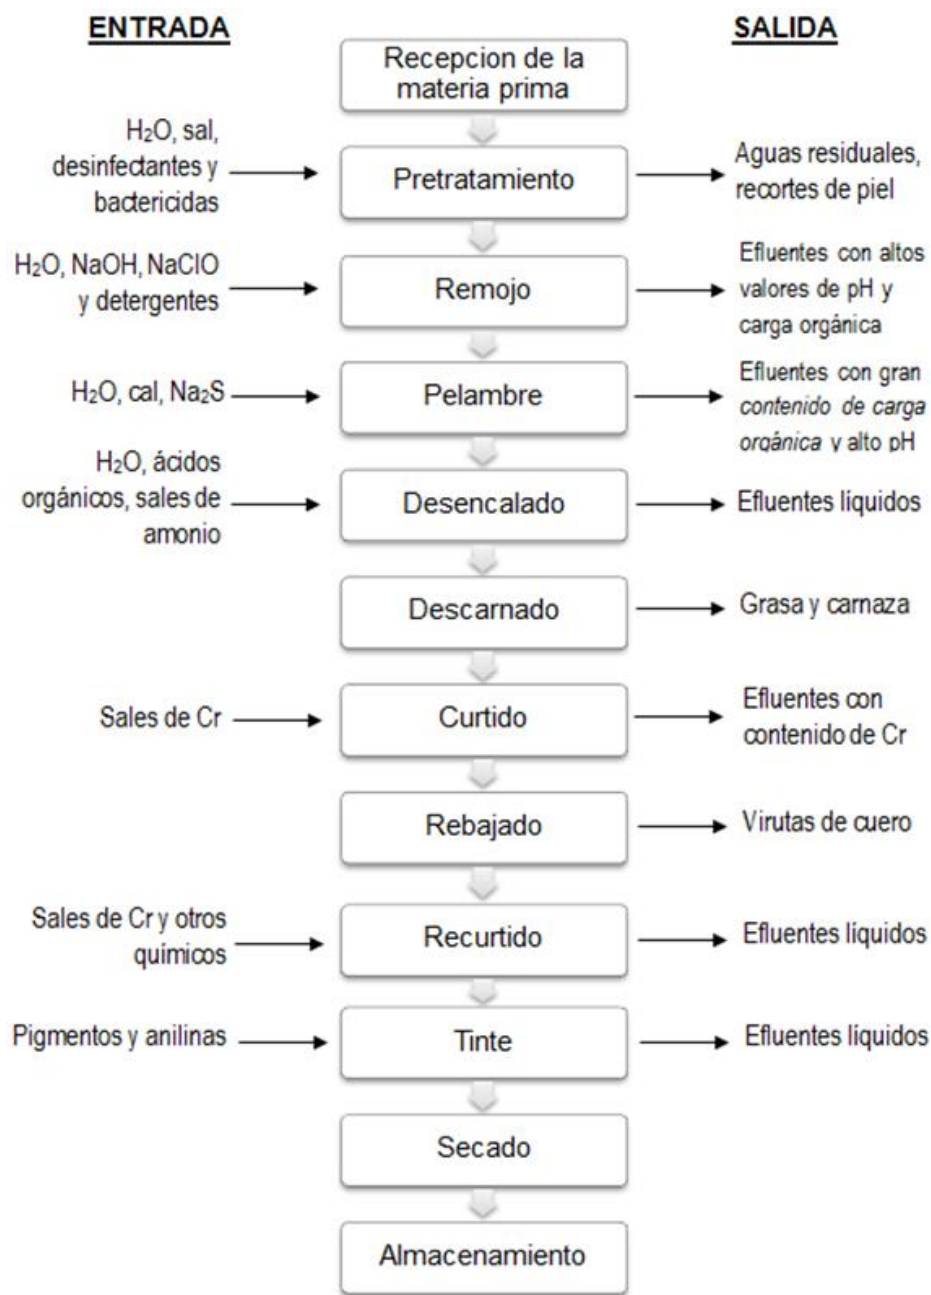 ENTRADA
SALIDA
Recepcion de la
materia prima
H₂O, sal,
desinfectantes y
bactericidas
Pretratamiento
Aguas residuales,
recortes de piel
H₂O, NaOH, NaClO
y detergentes
Remojo
Efluentes con altos
valores de pH y
carga orgánica
H₂O, cal, Na₂S
Pelambre
Efluentes con gran
contenido de carga
orgánica y alto pH
H₂O, ácidos
orgánicos, sales de
amonio
Desencalado
Efluentes líquidos
Descarnado
Grasa y carnaza
Sales de Cr
Curtido
Efluentes con
contenido de Cr
Rebajado
Virutas de cuero
Sales de Cr y otros
químicos
Recurtido
Efluentes líquidos
Pigmentos y anilinas
Tinte
Efluentes líquidos
Secado
Almacenamiento